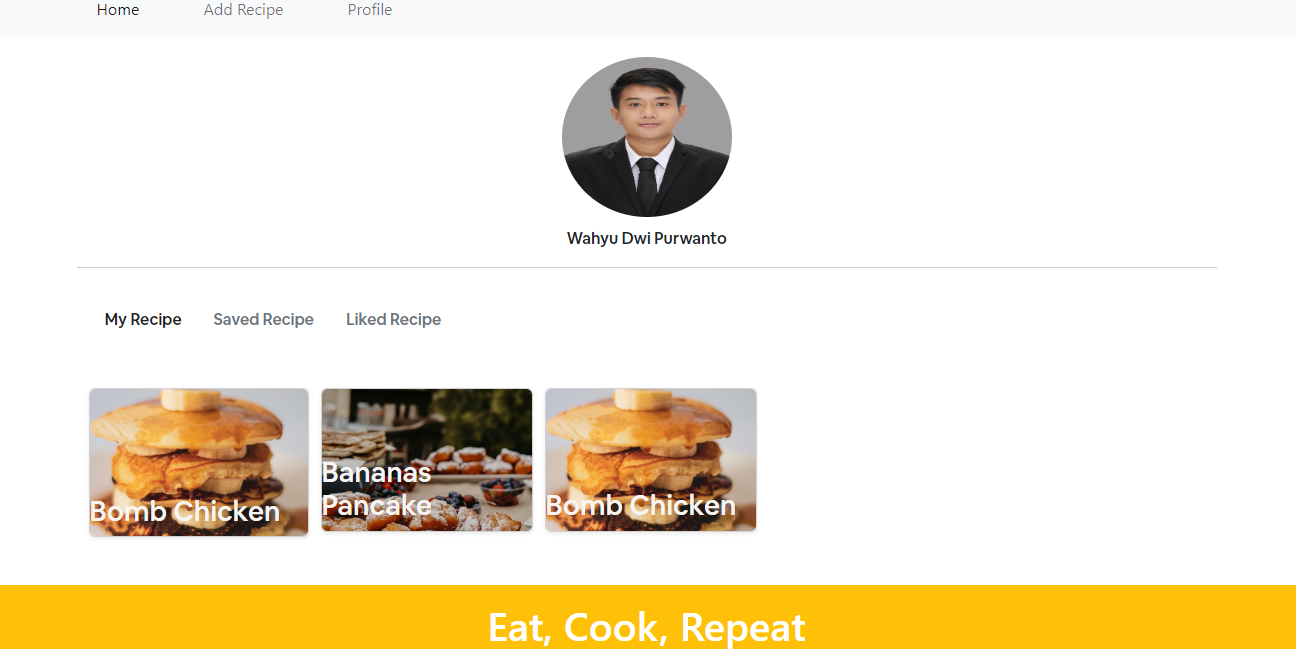 Home Add Recipe Profile
Wahyu Dwi Purwanto
My Recipe Saved Recipe Liked Recipe
Bomb Chicken
Bananas
Pancake
Bomb Chicken
Eat, Cook, Repeat